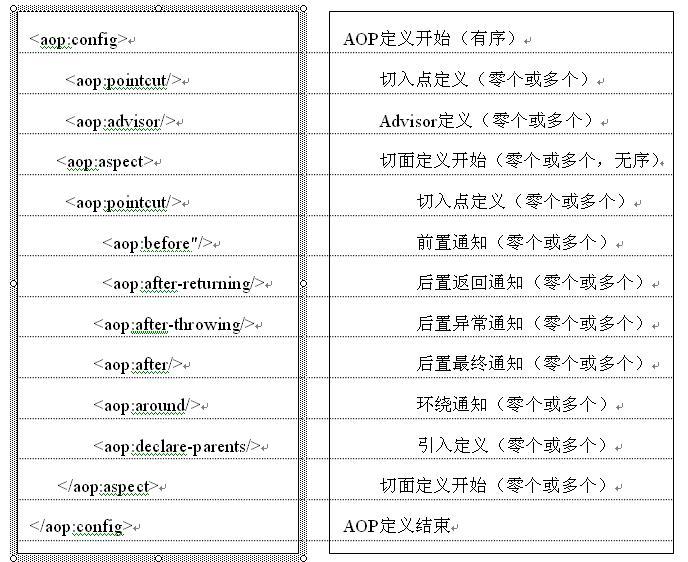 <aop:config> AOP定义开始（有序）
<aop:pointcut/> 切入点定义（零个或多个）
<aop:advisor/> Advisor定义（零个或多个）
<aop:aspect> 切面定义开始（零个或多个，无序）
<aop:pointcut/> 切入点定义（零个或多个）
<aop:before"/> 前置通知（零个或多个）
<aop:after-returning/> 后置返回通知（零个或多个）
<aop:after-throwing/> 后置异常通知（零个或多个）
<aop:after/> 后置最终通知（零个或多个）
<aop:around/> 环绕通知（零个或多个）
<aop:declare-parents/> 引入定义（零个或多个）
</aop:aspect> 切面定义开始（零个或多个）
</aop:config> AOP定义结束